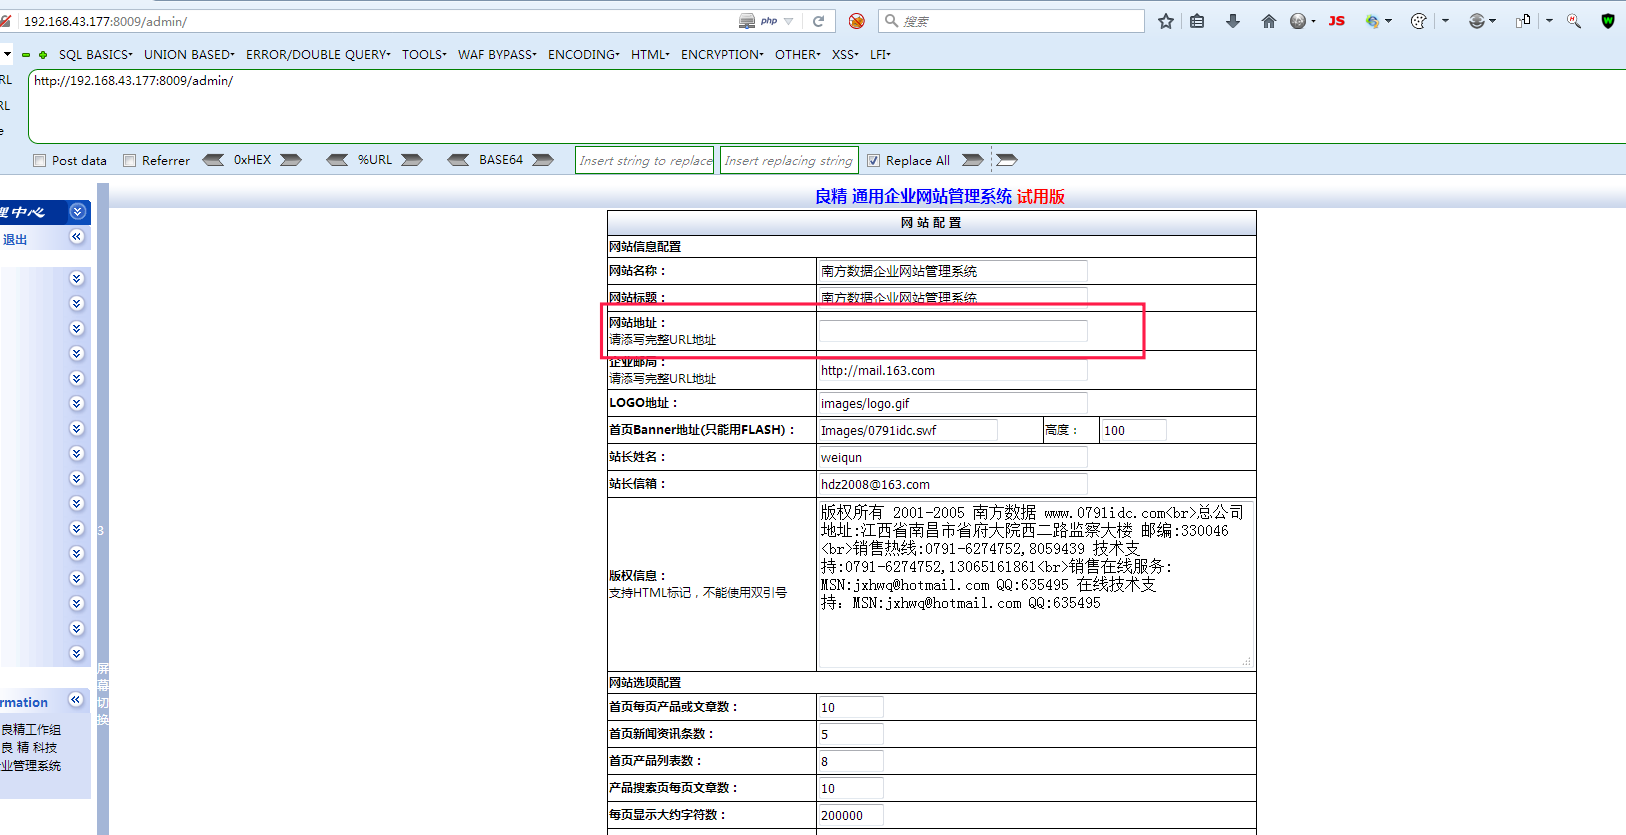 192.168.43.177:8009/admin/
php
搜索
JS
SQL BASICS
UNION BASED
ERROR/DOUBLE QUERY
TOOLS
WAF BYPASS
ENCODING
HTML
ENCRYPTION
OTHER
XSS
LFI
RL
http://192.168.43.177:8009/admin/
RL
e
Post data
Referrer
0xHEX
%URL
BASE64
Insert string to replace
Insert replacing string
Replace All
理中心
退出
3
屏幕切换
rmation
良精工作组
良 精 科技
业管理系统
良精 通用企业网站管理系统 试用版
网 站 配 置
网站信息配置
网站名称：
南方数据企业网站管理系统
网站标题：
南方数据企业网站管理系统
网站地址：
请添写完整URL地址
企业邮局：
请添写完整URL地址
http://mail.163.com
LOGO地址：
images/logo.gif
首页Banner地址(只能用FLASH)：
Images/0791idc.swf
高度：
100
站长姓名：
weiqun
站长信箱：
hdz2008@163.com
版权信息：
支持HTML标记，不能使用双引号
版权所有 2001-2005 南方数据 www.0791idc.com<br>总公司
地址:江西省南昌市省府大院西二路监察大楼 邮编:330046
<br>销售热线:0791-6274752,8059439 技术支
持:0791-6274752,13065161861<br>销售在线服务:
MSN:jxhwq@hotmail.com QQ:635495 在线技术支
持: MSN:jxhwq@hotmail.com QQ:635495
网站选项配置
首页每页产品或文章数：
10
首页新闻资讯条数：
5
首页产品列表数：
8
产品搜索页每页文章数：
10
每页显示大约字符数：
200000